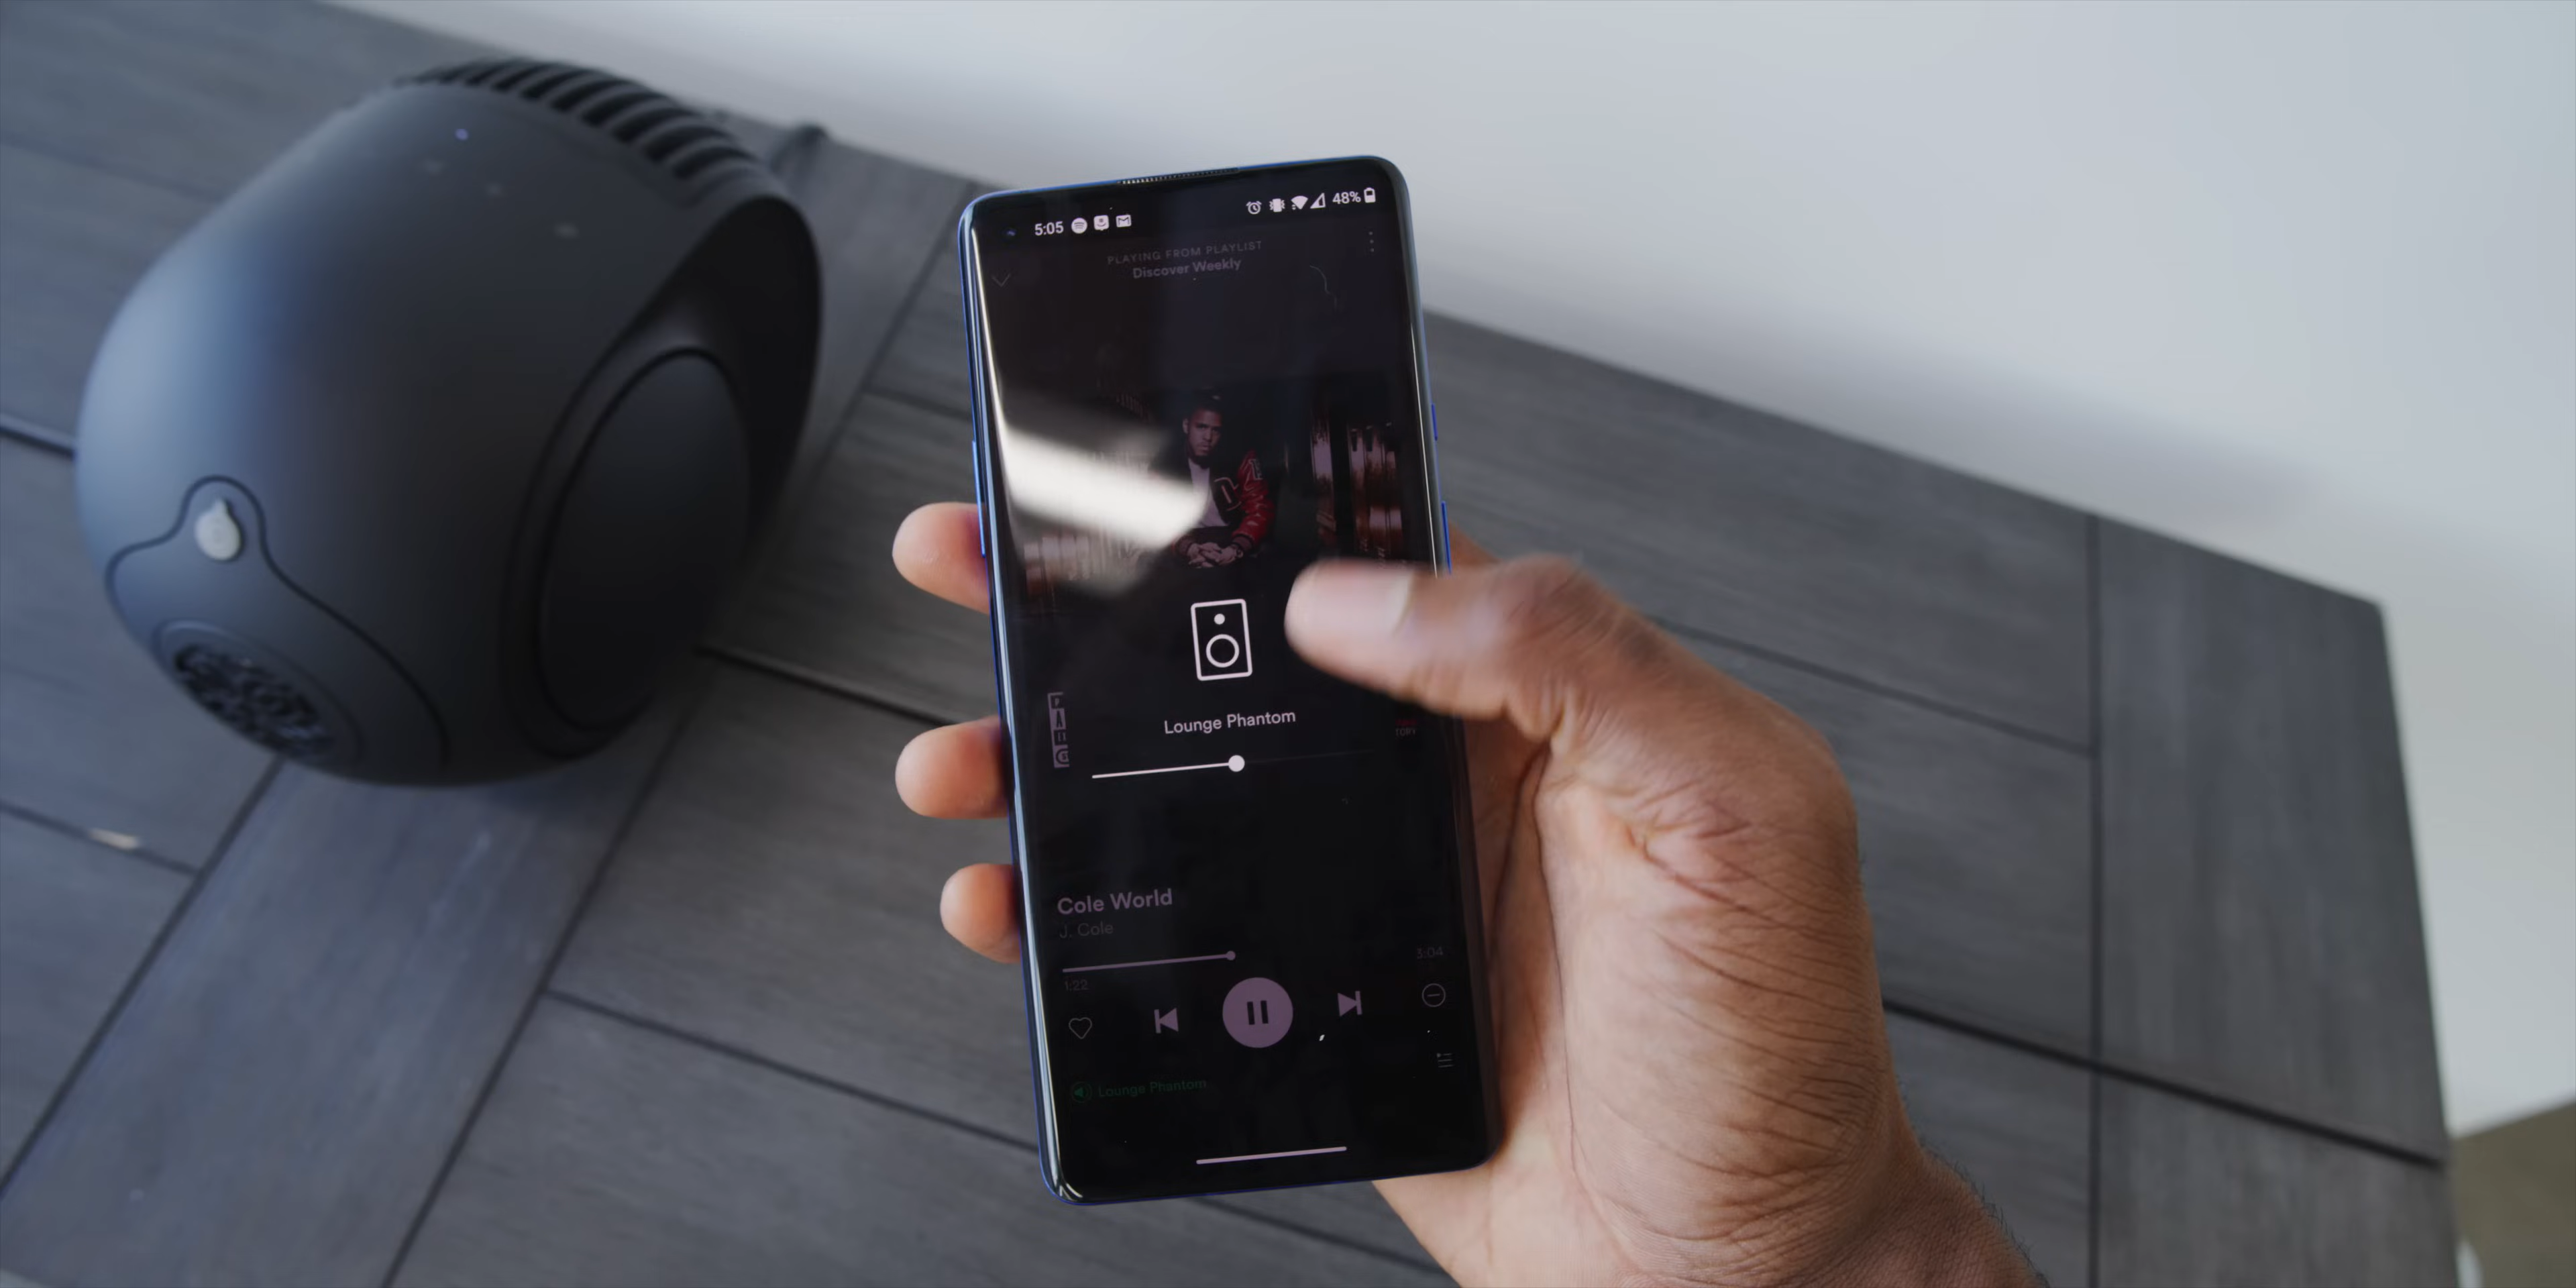 5:05
48%
PLAYING FROM PLAYLIST
Discover Weekly
Lounge Phantom
Cole World
J. Cole
1:22
3:04
Lounge Phantom